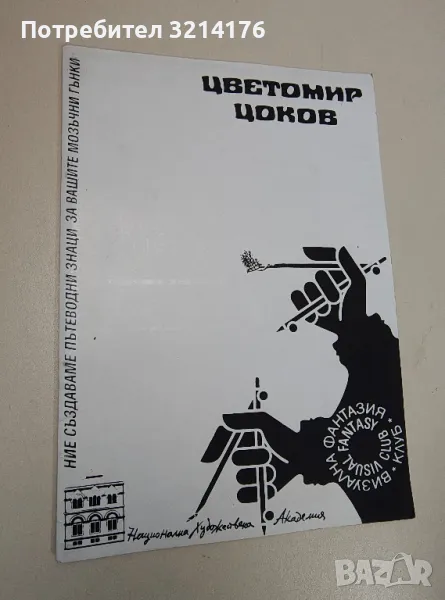 Потребител 3214176
ЦВЕТОМИР
ЦОКОВ
НИЕ СЪЗДАВАМЕ ПЪТЕВОДНИ ЗНАЦИ ЗА ВАШИТЕ МОЗЪЧНИ ГЪНКИ
ВИЗУАЛНА ФАНТАЗИЯ * КЛУБ *
FANTASY VISUAL CLUB
Национална Художествена Академия
BAZAR